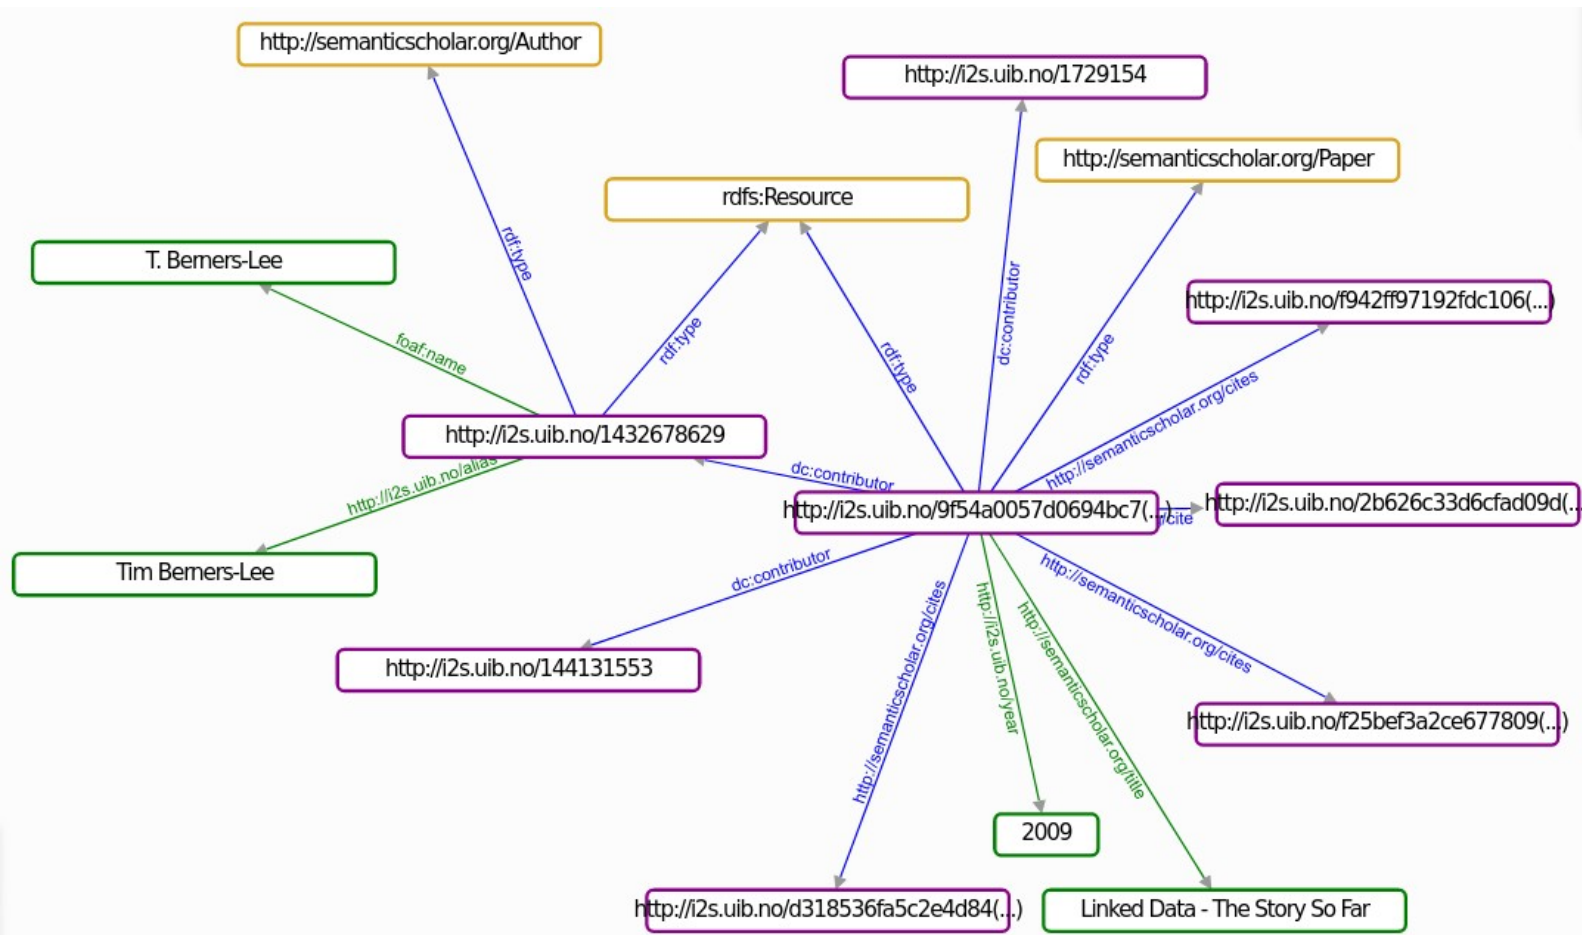 http://semanticscholar.org/Author
http://i2s.uib.no/1729154
http://semanticscholar.org/Paper
rdfs:Resource
rdf:type
T. Berners-Lee
dc:contributor
http://i2s.uib.no/f942ff97192fdc106(...)
foaf:name
rdf:type
rdf:type
rdf:type
http://semanticscholar.org/cites
http://i2s.uib.no/1432678629
dc:contributor
http://i2s.uib.no/alias
http://i2s.uib.no/9f54a0057d0694bc7(...)
/cite
http://i2s.uib.no/2b626c33d6cfad09d(...
Tim Berners-Lee
dc:contributor
http://semanticscholar.org/cites
http://i2s.uib.no/144131553
http://semanticscholar.org/cites
http://i2s.uib.no/year
http://semanticscholar.org/title
http://i2s.uib.no/f25bef3a2ce677809(...)
2009
http://i2s.uib.no/d318536fa5c2e4d84(...)
Linked Data - The Story So Far